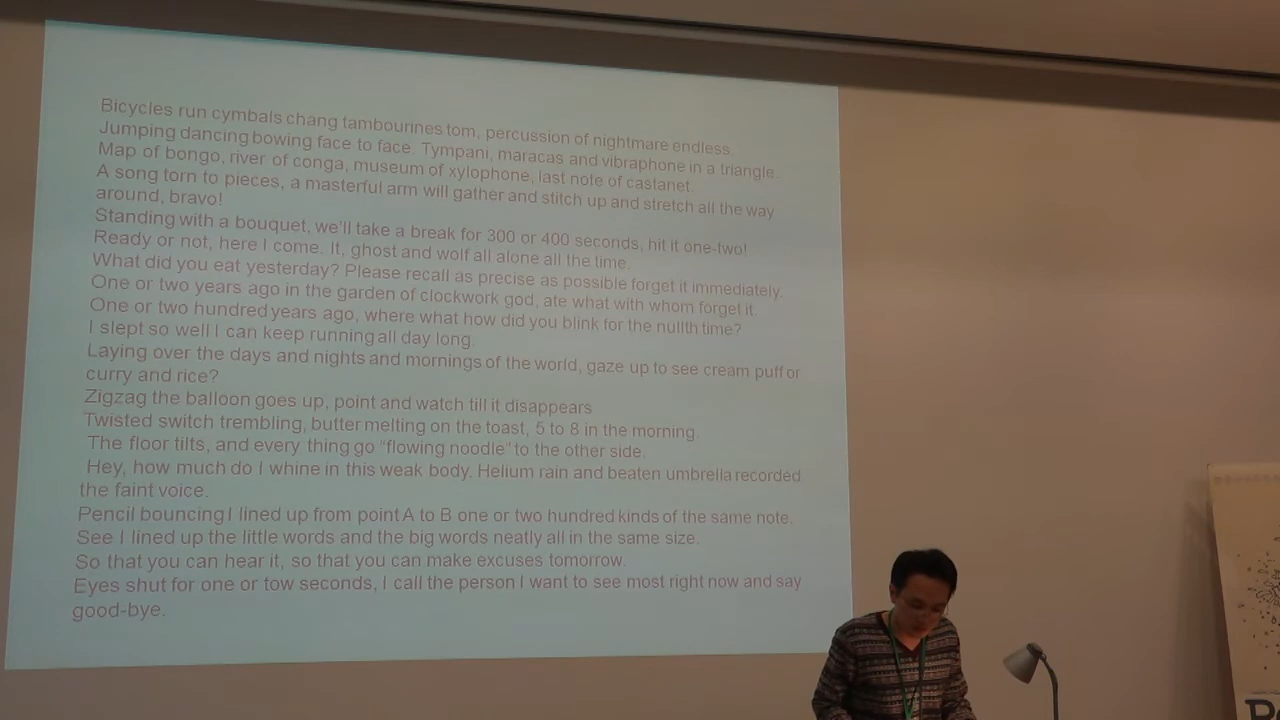 Bicycles run cymbals chang tambourines tom, percussion of nightmare endless.
Jumping dancing bowing face to face. Tympani, maracas and vibraphone in a triangle.
Map of bongo, river of conga, museum of xylophone, last note of castanet.
A song torn to pieces, a masterful arm will gather and stitch up and stretch all the way
around, bravo!
Standing with a bouquet, we'll take a break for 300 or 400 seconds, hit it one-two!
Ready or not, here I come. It, ghost and wolf all alone all the time.
What did you eat yesterday? Please recall as precise as possible forget it immediately.
One or two years ago in the garden of clockwork god, ate what with whom forget it.
One or two hundred years ago, where what how did you blink for the nullth time?
I slept so well I can keep running all day long.
Laying over the days and nights and mornings of the world, gaze up to see cream puff or
curry and rice?
Zigzag the balloon goes up, point and watch till it disappears
Twisted switch trembling, butter melting on the toast, 5 to 8 in the morning.
The floor tilts, and every thing go "flowing noodle" to the other side.
Hey, how much do I whine in this weak body. Helium rain and beaten umbrella recorded
the faint voice.
Pencil bouncing I lined up from point A to B one or two hundred kinds of the same note.
See I lined up the little words and the big words neatly all in the same size.
So that you can hear it, so that you can make excuses tomorrow.
Eyes shut for one or tow seconds, I call the person I want to see most right now and say
good-bye.